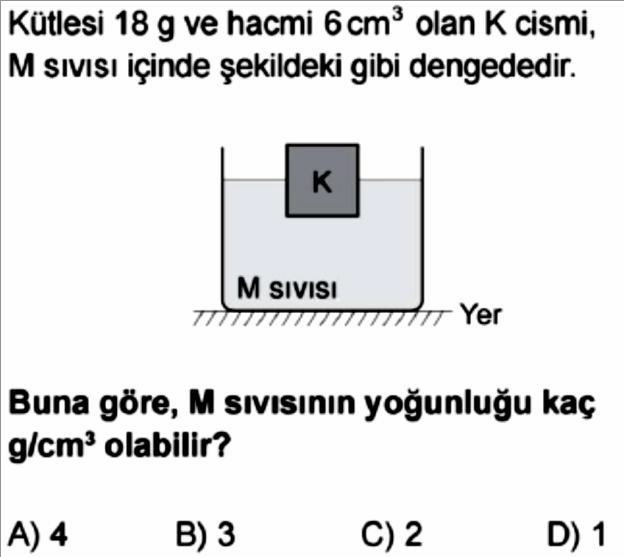 Kütlesi 18 g ve hacmi 6 cm³ olan K cismi,
M sıvısı içinde şekildeki gibi dengededir.
K
M sıvısı
Yer
Buna göre, M sıvısının yoğunluğu kaç
g/cm³ olabilir?
A) 4 B) 3 C) 2 D) 1